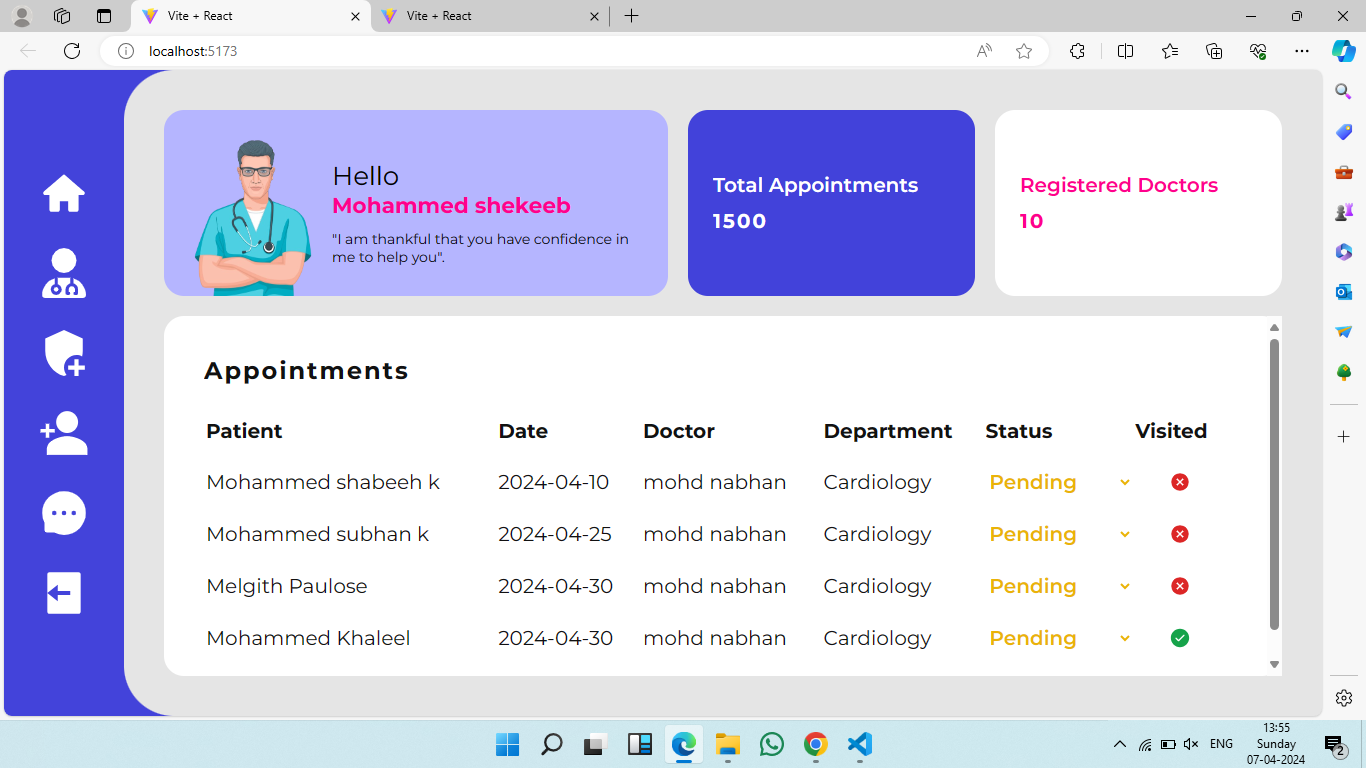 Vite + React
Vite + React
localhost:5173
Hello
Mohammed shekeeb
"I am thankful that you have confidence in
me to help you".
Total Appointments
1500
Registered Doctors
10
Appointments
Patient Date Doctor Department Status Visited
Mohammed shabeeh k 2024-04-10 mohd nabhan Cardiology Pending
Mohammed subhan k 2024-04-25 mohd nabhan Cardiology Pending
Melgith Paulose 2024-04-30 mohd nabhan Cardiology Pending
Mohammed Khaleel 2024-04-30 mohd nabhan Cardiology Pending
ENG
13:55
Sunday
07-04-2024
2